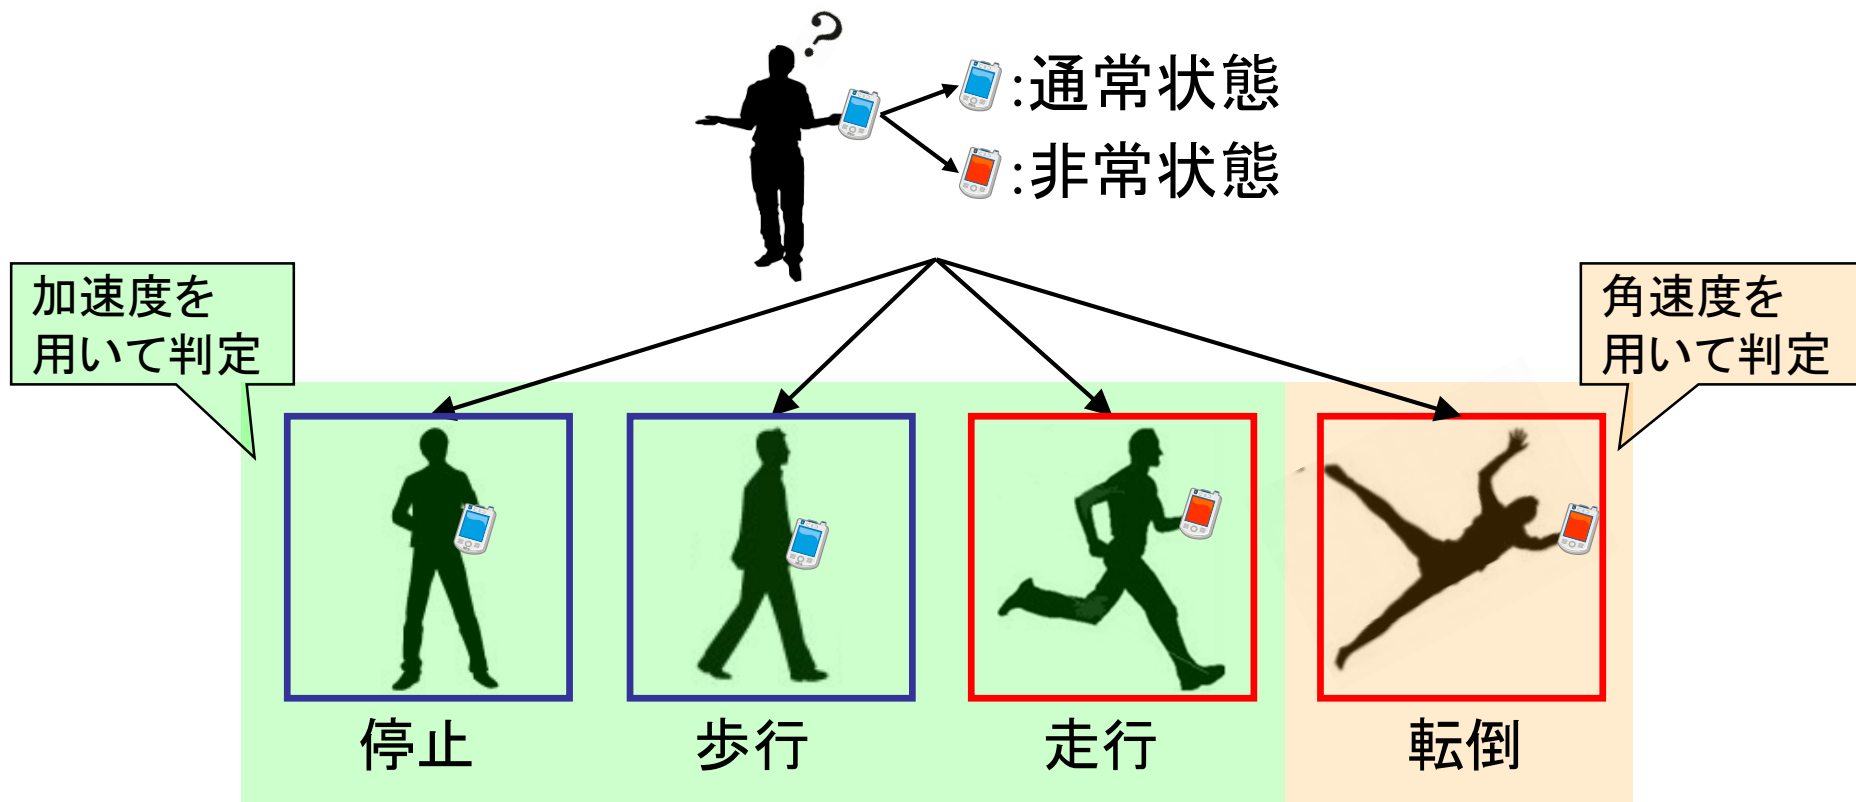 ?
:通常状態
:非常状態
加速度を
用いて判定
角速度を
用いて判定
停止
歩行
走行
転倒